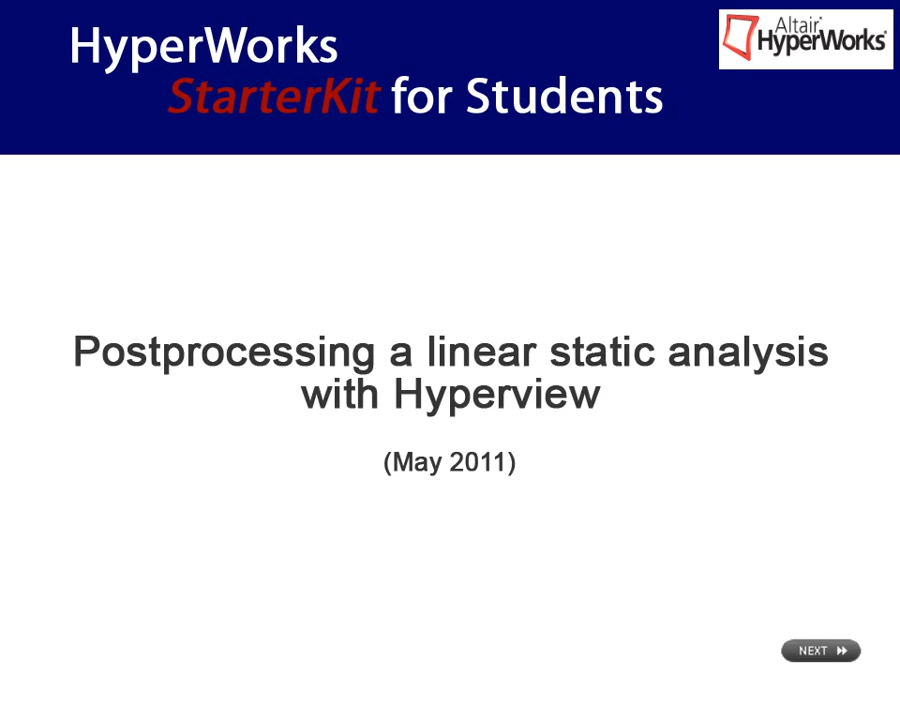 HyperWorks
StarterKit for Students
Altair®
HyperWorks®
Postprocessing a linear static analysis
with Hyperview
(May 2011)
NEXT